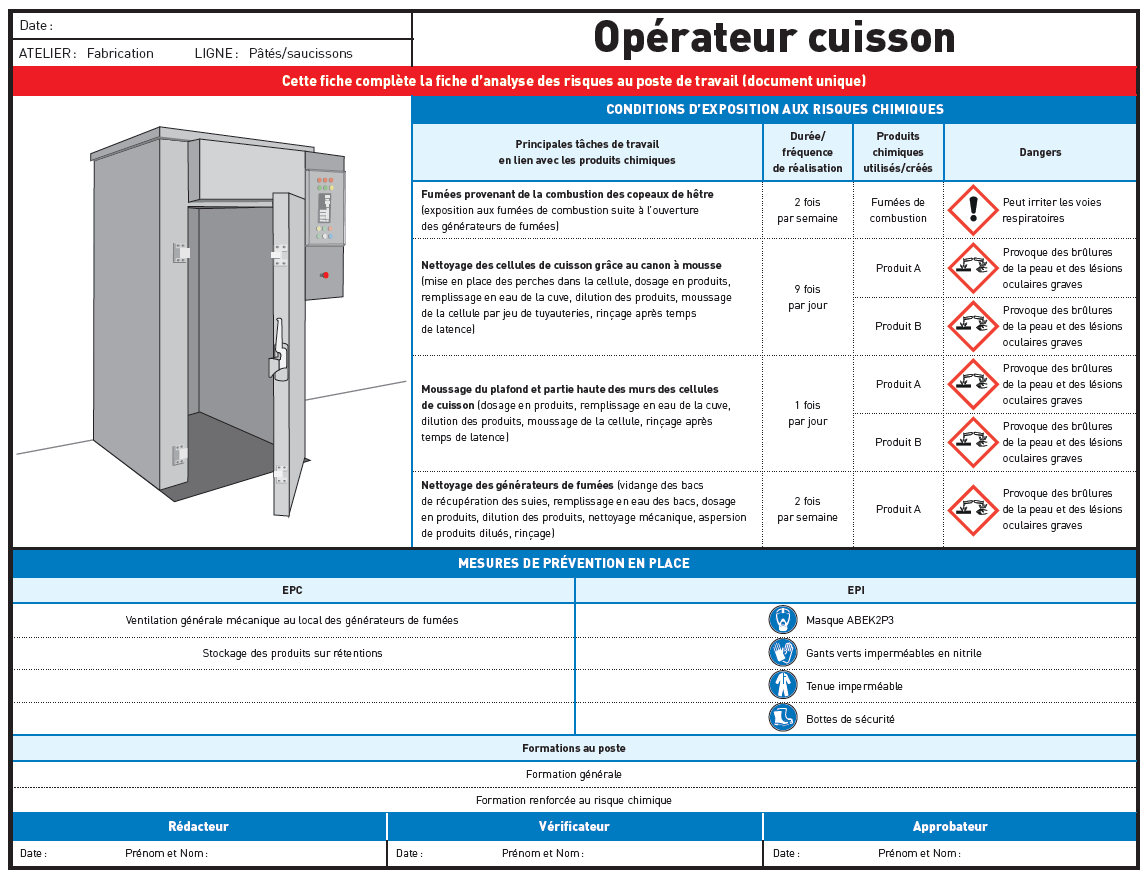 Date :
ATELIER : Fabrication LIGNE : Pâtés/saucissons
Opérateur cuisson
Cette fiche complète la fiche d'analyse des risques au poste de travail (document unique)
CONDITIONS D'EXPOSITION AUX RISQUES CHIMIQUES
Principales tâches de travail
en lien avec les produits chimiques
Durée/
fréquence
de réalisation
Produits
chimiques
utilisés/créés
Dangers
Fumées provenant de la combustion des copeaux de hêtre
(exposition aux fumées de combustion suite à l'ouverture
des générateurs de fumées)
2 fois
par semaine
Fumées de
combustion
Peut irriter les voies
respiratoires
Nettoyage des cellules de cuisson grâce au canon à mousse
(mise en place des perches dans la cellule, dosage en produits,
remplissage en eau de la cuve, dilution des produits, moussage
de la cellule par jeu de tuyauteries, rinçage après temps
de latence)
9 fois
par jour
Produit A
Provoque des brûlures
de la peau et des lésions
oculaires graves
Produit B
Provoque des brûlures
de la peau et des lésions
oculaires graves
Moussage du plafond et partie haute des murs des cellules
de cuisson (dosage en produits, remplissage en eau de la cuve,
dilution des produits, moussage de la cellule, rinçage après
temps de latence)
1 fois
par jour
Produit A
Provoque des brûlures
de la peau et des lésions
oculaires graves
Produit B
Provoque des brûlures
de la peau et des lésions
oculaires graves
Nettoyage des générateurs de fumées (vidange des bacs
de récupération des suies, remplissage en eau des bacs, dosage
en produits, dilution des produits, nettoyage mécanique, aspersion
de produits dilués, rinçage)
2 fois
par semaine
Produit A
Provoque des brûlures
de la peau et des lésions
oculaires graves
MESURES DE PRÉVENTION EN PLACE
EPC
EPI
Ventilation générale mécanique au local des générateurs de fumées
Masque ABEK2P3
Stockage des produits sur rétentions
Gants verts imperméables en nitrile
Tenue imperméable
Bottes de sécurité
Formations au poste
Formation générale
Formation renforcée au risque chimique
Rédacteur
Vérificateur
Approbateur
Date : Prénom et Nom :
Date : Prénom et Nom :
Date : Prénom et Nom :